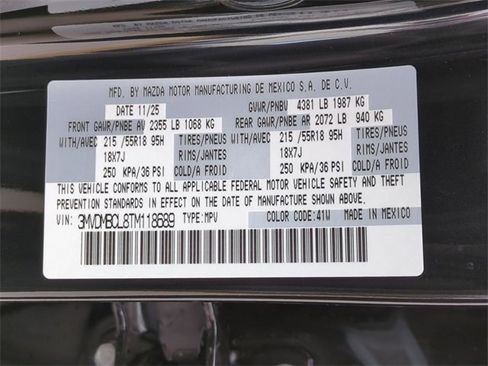 MFD. BY MAZDA MOTOR MANUFACTURING DE MEXICO S.A. DE C.V.
DATE 11/25 GVWR/PNBV 4381 LB 1987 KG
FRONT GAWR/PNBE AV 2355 LB 1068 KG REAR GAWR/PNBE AR 2072 LB 940 KG
WITH/AVEC 215 /55R18 95H TIRES/PNEUS WITH/AVEC 215 /55R18 95H TIRES/PNEUS
18X7J RIMS/JANTES 18X7J RIMS/JANTES
250 KPA/36 PSI COLD/A FROID 250 KPA/36 PSI COLD/A FROID
THIS VEHICLE CONFORMS TO ALL APPLICABLE FEDERAL MOTOR VEHICLE SAFETY AND THEFT
PREVENTION STANDARDS IN EFFECT ON THE DATE OF MANUFACTURE SHOWN ABOVE.
VIN: 3MVDMBCL8TM118689 TYPE: MPV COLOR CODE: 41W MADE IN MEXICO